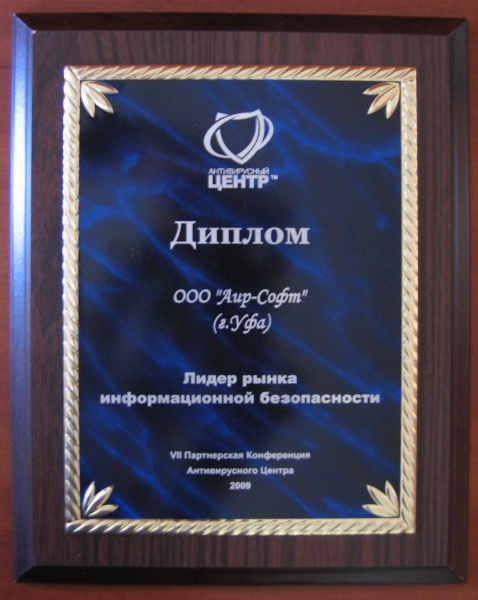 АНТИВИРУСНЫЙ
ЦЕНТР™
Диплом
ООО "Аир-Софт"
(г.Уфа)
Лидер рынка
информационной безопасности
VII Партнерская Конференция
Антивирусного Центра
2009